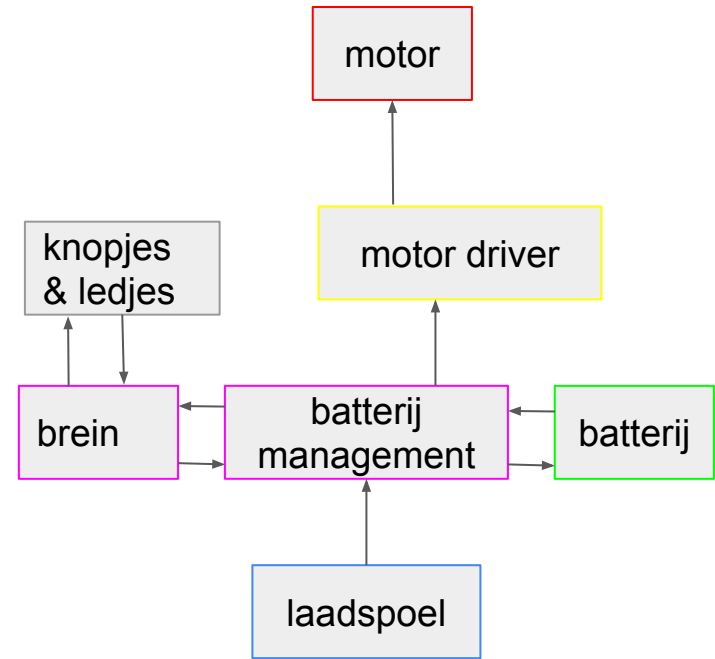 motor
motor driver
knopjes
& ledjes
brein
batterij
management
batterij
laadspoel